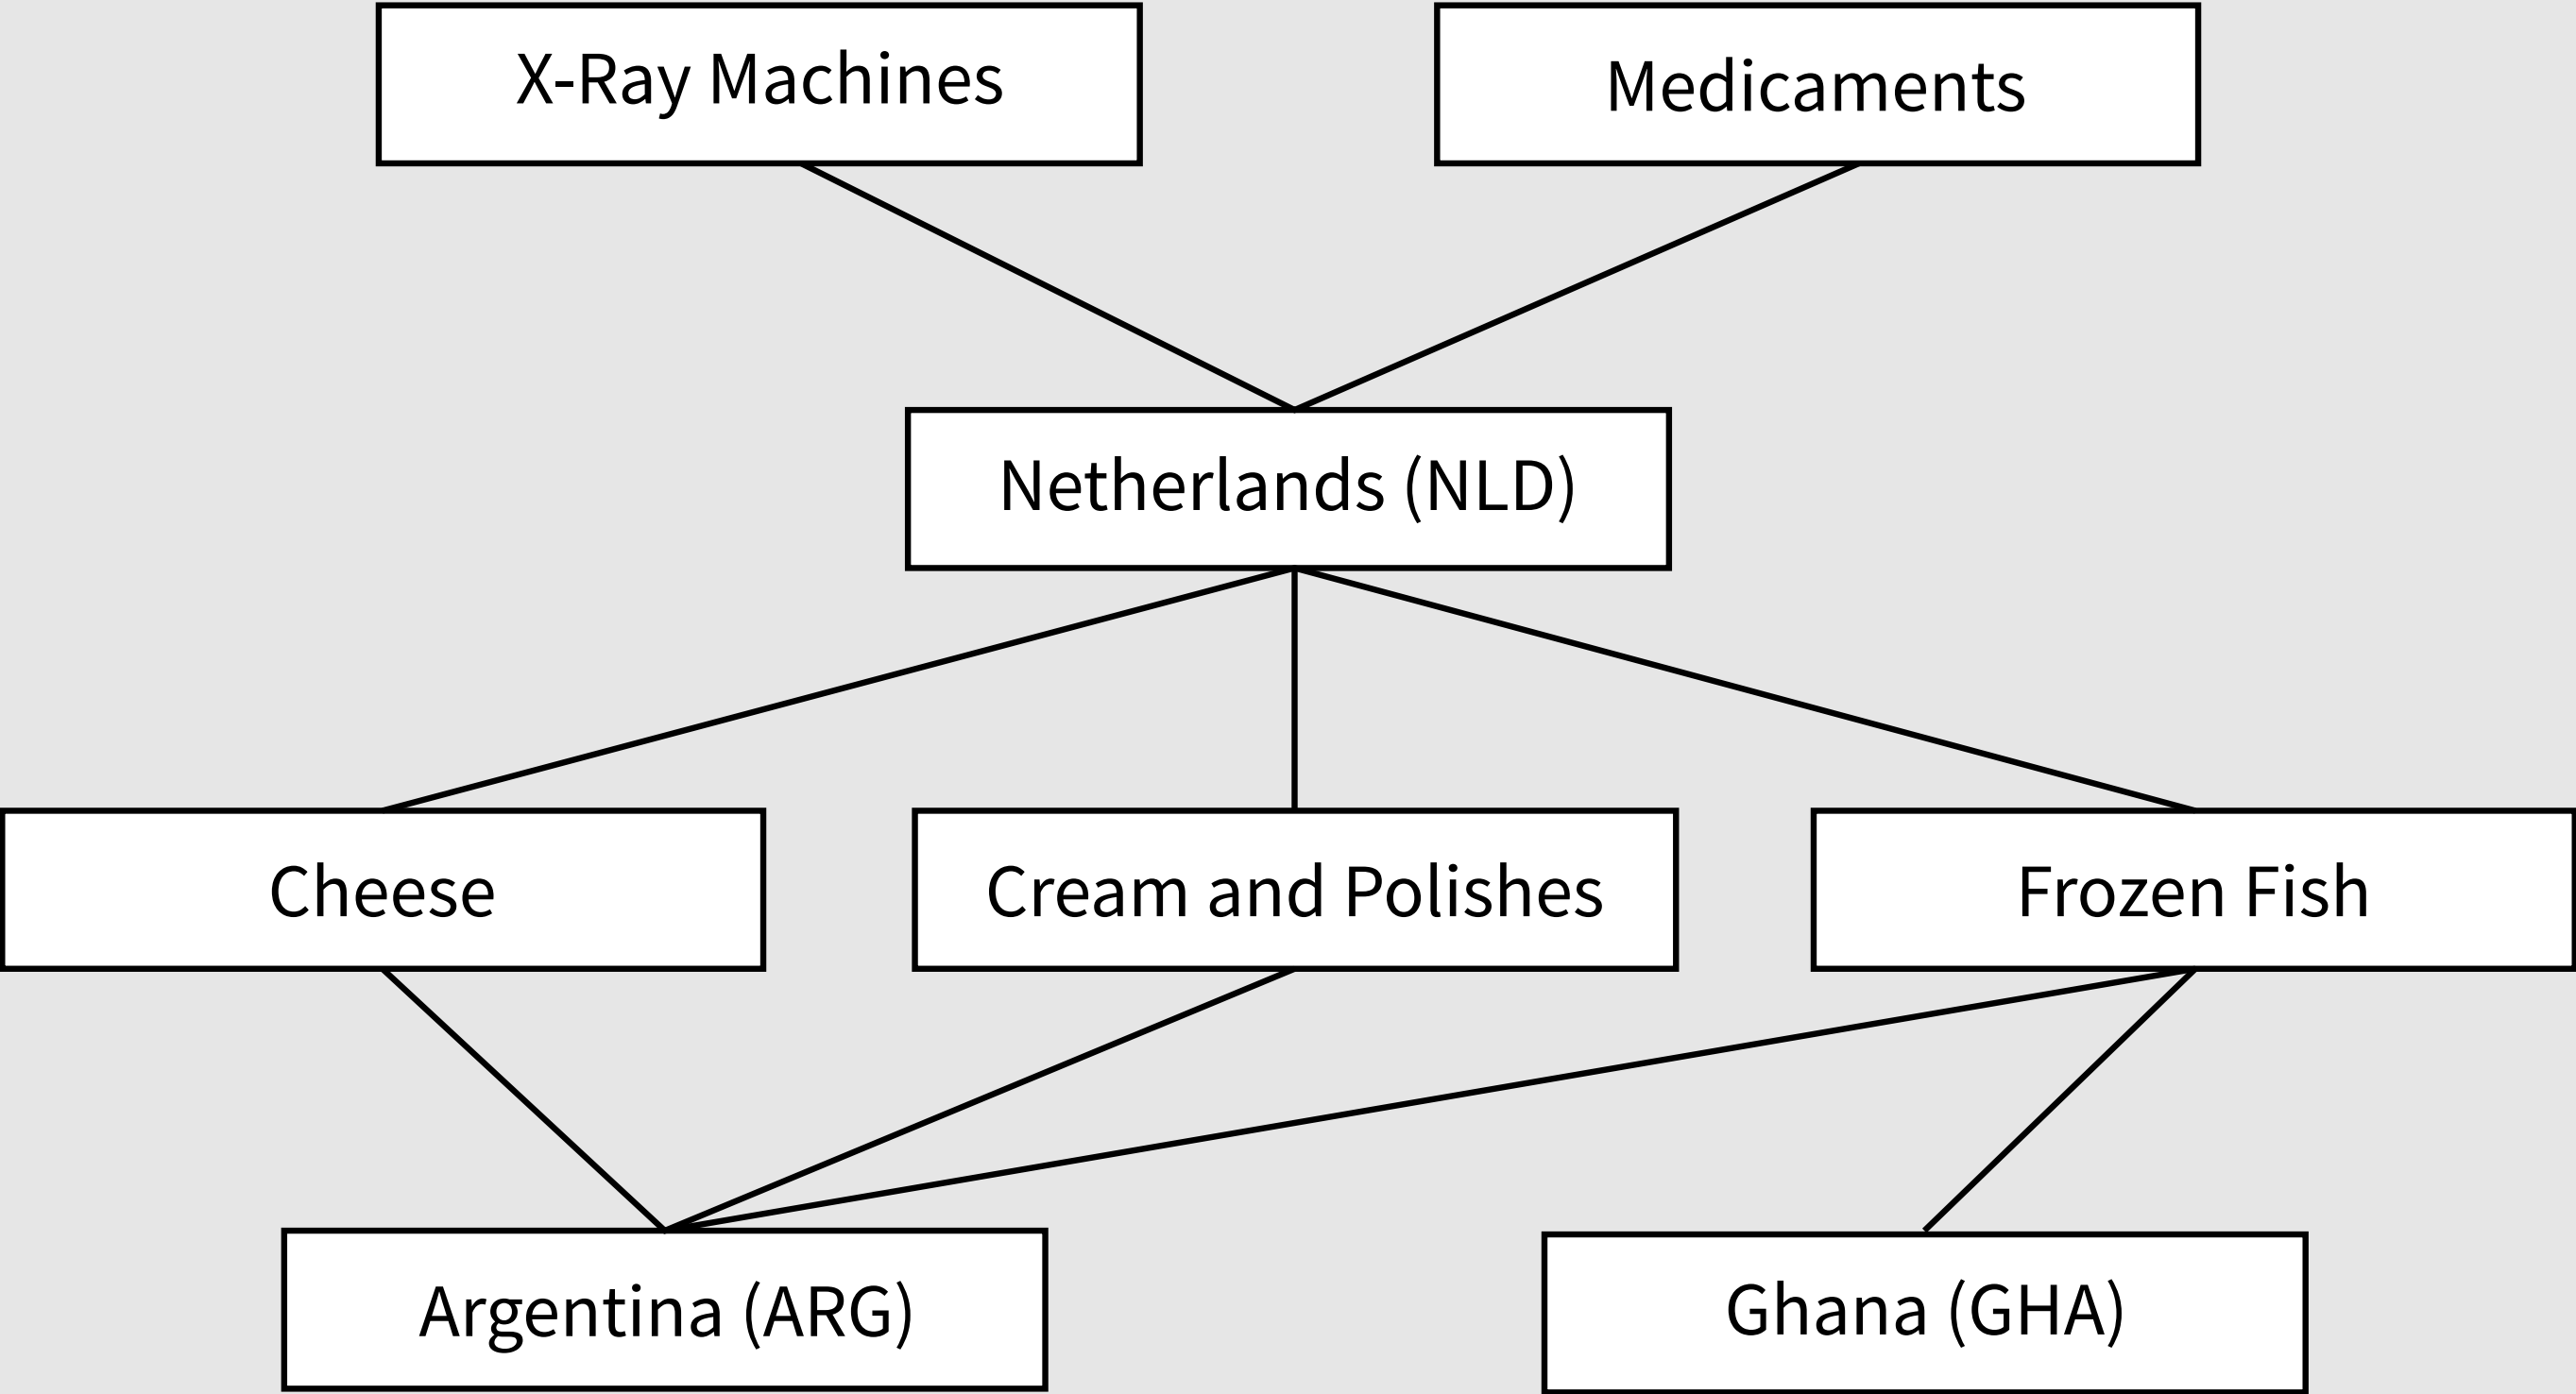 X-Ray Machines
Medicaments
Netherlands (NLD)
Cheese
Cream and Polishes
Frozen Fish
Argentina (ARG)
Ghana (GHA)